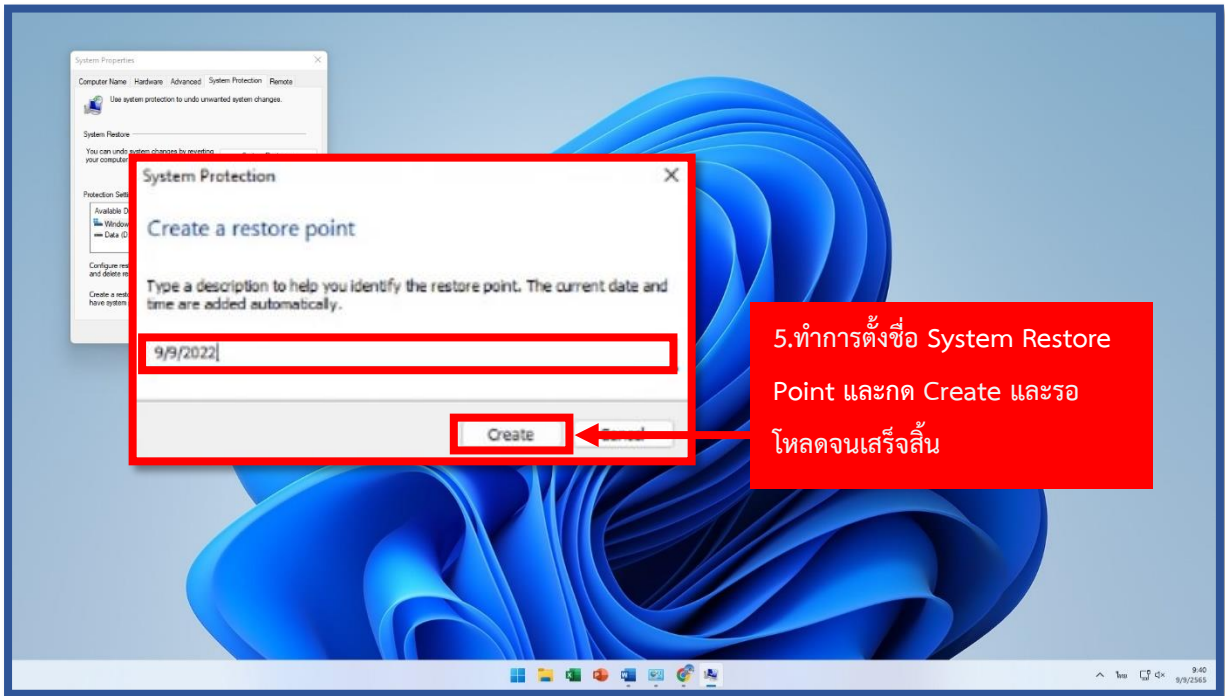 System Properties
Computer Name Hardware Advanced System Protection Remote
Use system protection to undo unwanted system changes.
System Restore
You can undo system changes by reverting
your computer
Protection
Available
Window
Data (D
Configure
and delete
Create a
have system
System Protection
Create a restore point
Type a description to help you identify the restore point. The current date and
time are added automatically.
9/9/2022
Create Cancel
5.ทำการตั้งชื่อ System Restore
Point และกด Create และรอ
โหลดจนเสร็จสิ้น
ไทย
9:40
9/9/2565